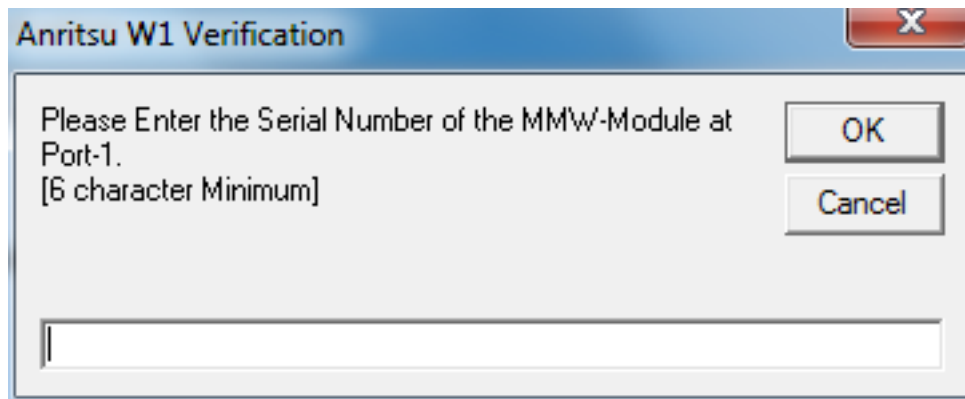 Anritsu W1 Verification
Please Enter the Serial Number of the MMW-Module at
Port-1.
[6 character Minimum]
OK
Cancel